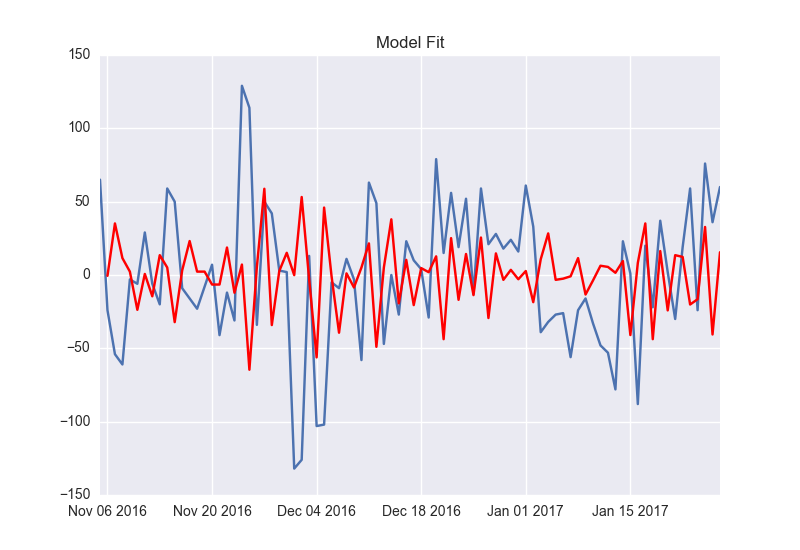 Model Fit
150
100
50
0
−50
−100
−150
Nov 06 2016
Nov 20 2016
Dec 04 2016
Dec 18 2016
Jan 01 2017
Jan 15 2017